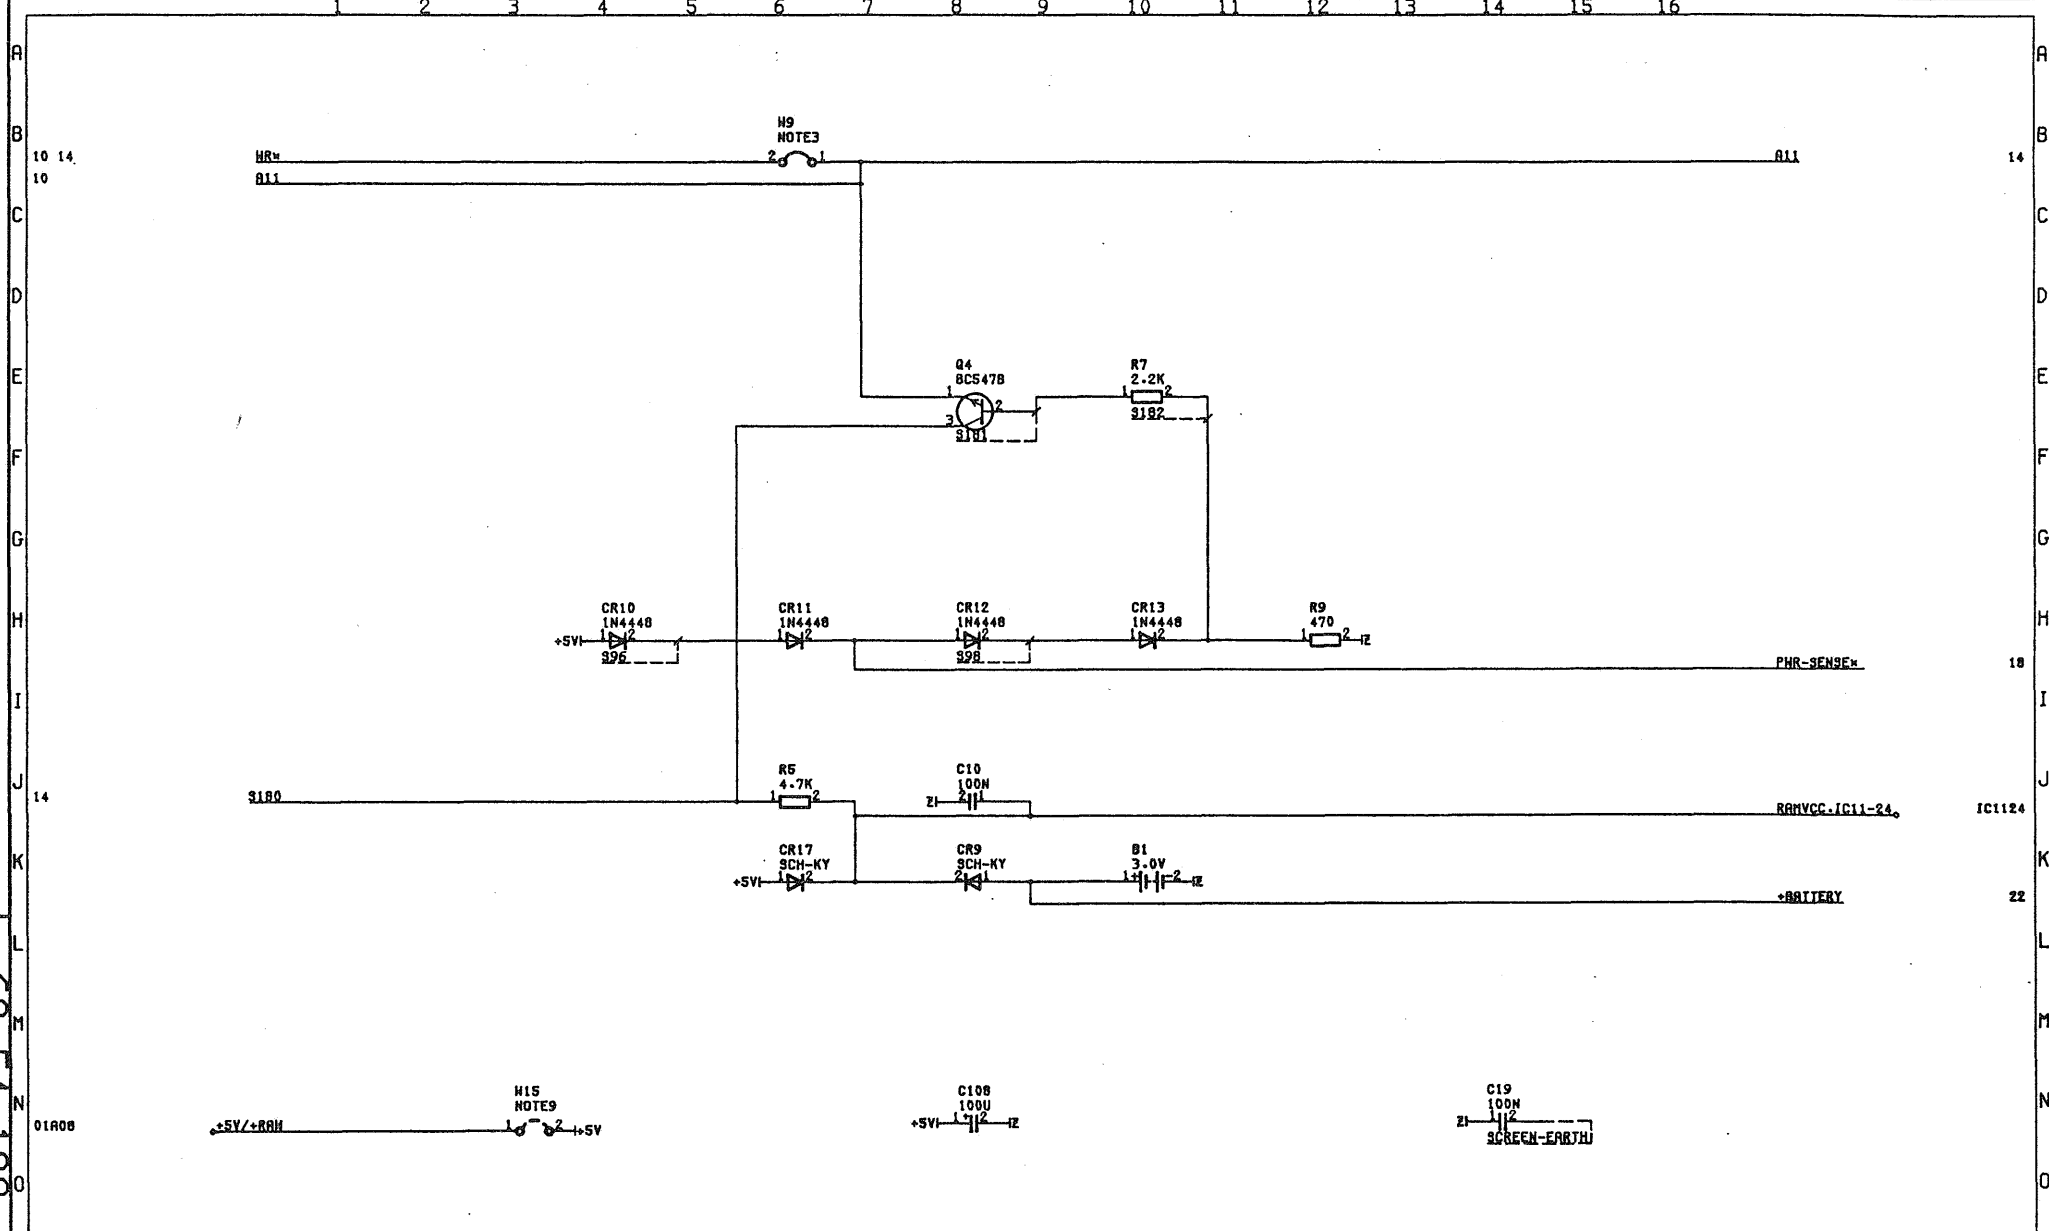 1 2 3 4 5 6 7 8 9 10 11 12 13 14 15 16
A A
W9
NOTE3
B B
10 14 WR* 2 1 A11 14
10 A11
C C
D D
Q4 R7
E BC547B 2.2K E
1 2 1 2
3 S181 S182
F F
G G
CR10 CR11 CR12 CR13 R9
H 1N4448 1N4448 1N4448 1N4448 470 H
+5V 1 2 1 2 1 2 1 2 1 2 Z
S96 S98
PWR-SENSE* 18
I I
R5 C10
J 4.7K 100N J
14 S180 1 2 Z 2 1
RAMVCC.IC11-24 IC1124
CR17 CR9 B1
K SCH-KY SCH-KY 3.0V K
+5V 1 2 2 1 1 + 2 Z
+BATTERY 22
L L
M M
W15 C108 C19
N NOTE9 100U 100N N
01A08 +5V/+RAW 1 2 +5V +5V 1 + 2 Z Z 1 2
SCREEN-EARTH
O O